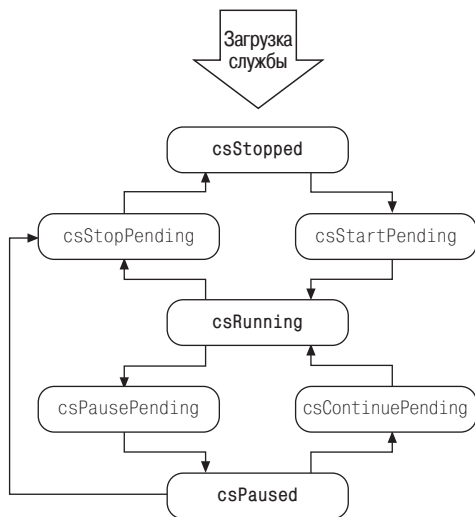 Загрузка
службы
csStopped
csStopPending
csStartPending
csRunning
csPausePending
csContinuePending
csPaused